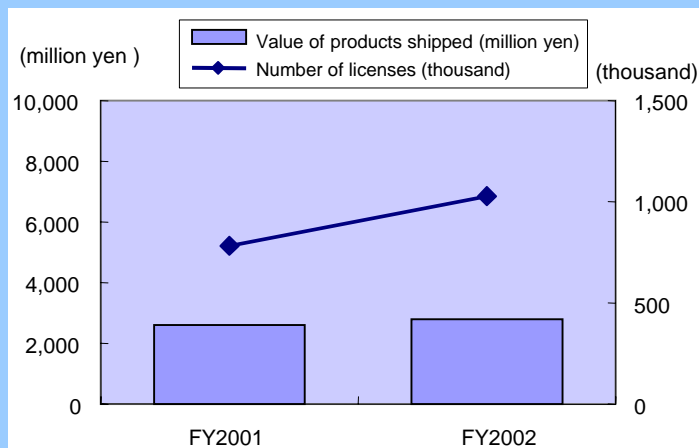 Value of products shipped (million yen)
Number of licenses (thousand)
(million yen )
(thousand)
10,000
8,000
6,000
4,000
2,000
0
1,500
1,000
500
0
FY2001
FY2002